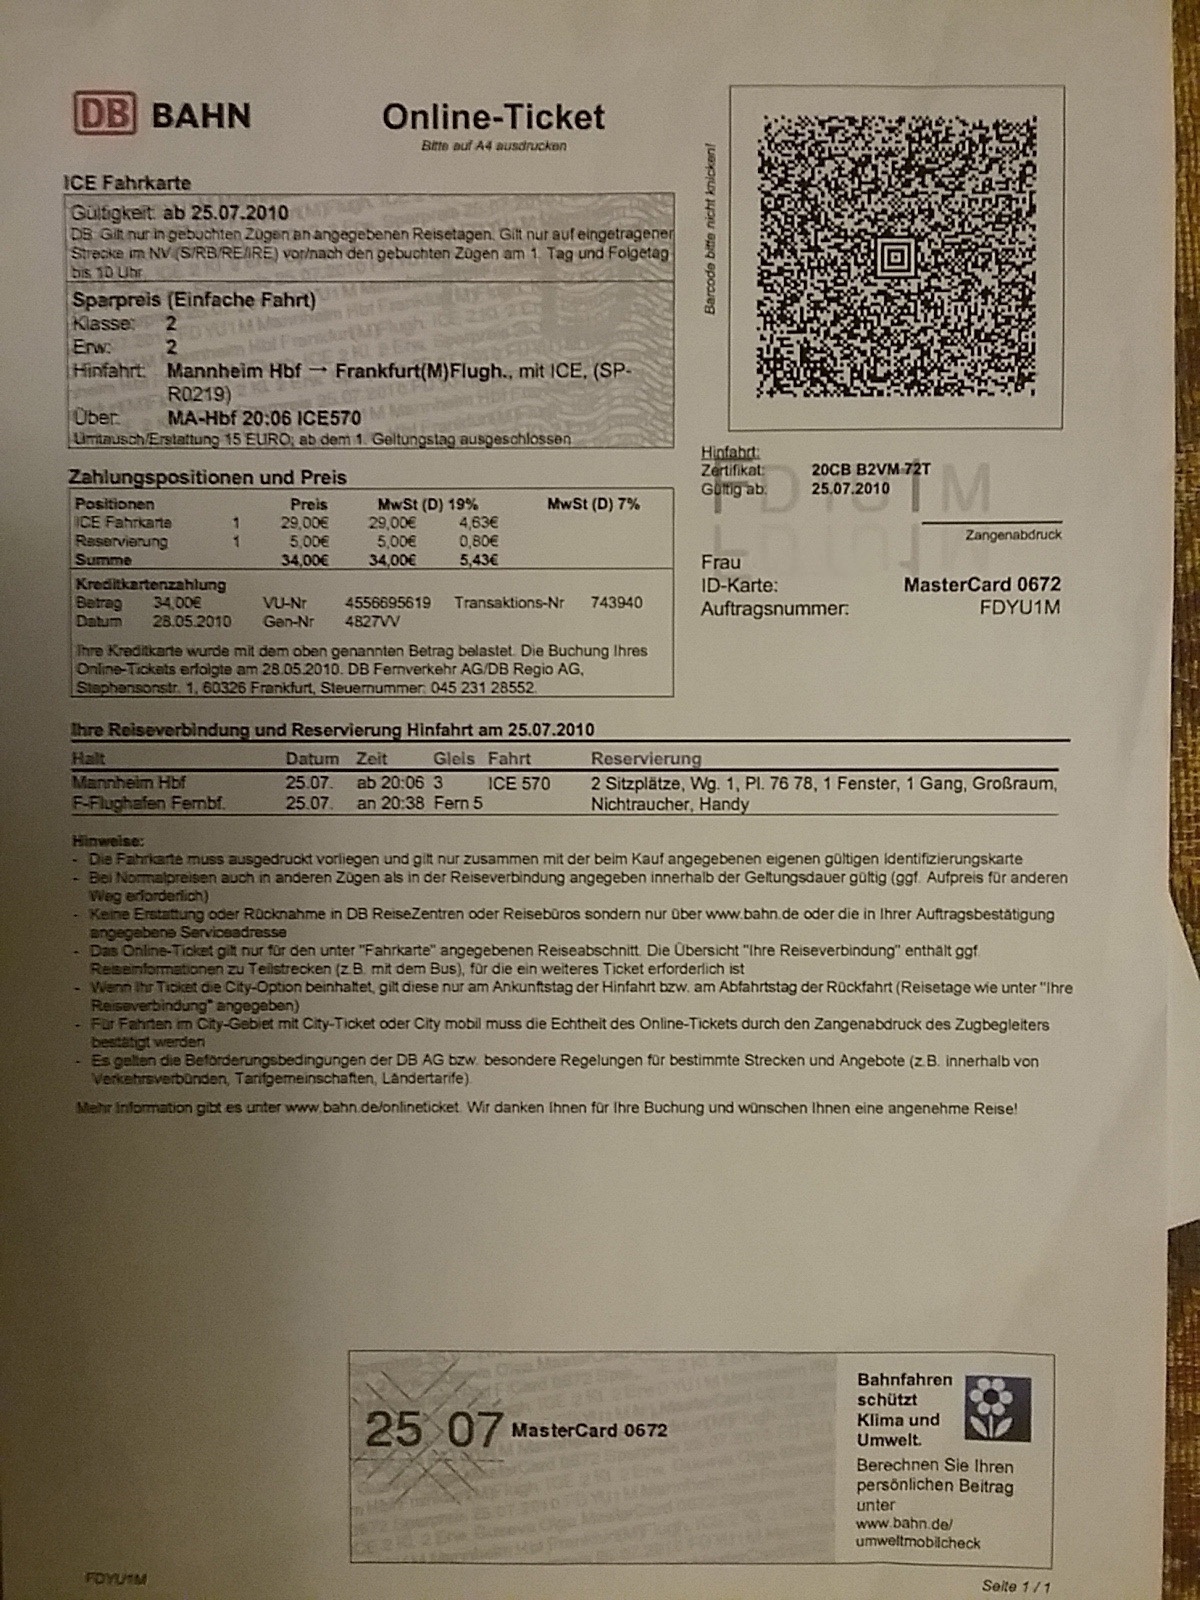 DB BAHN
Online-Ticket
Bitte auf A4 ausdrucken
Barcode bitte nicht knicken!
ICE Fahrkarte
Gültigkeit: ab 25.07.2010
DB: Gilt nur in gebuchten Zügen an angegebenen Reisetagen. Gilt nur auf eingetragener
Strecke im NV (S/RB/RE/IRE) vor/nach den gebuchten Zügen am 1. Tag und Folgetag
bis 10 Uhr.
Sparpreis (Einfache Fahrt)
Klasse: 2
Erw: 2
Hinfahrt: Mannheim Hbf → Frankfurt(M)Flugh., mit ICE, (SP-
R0219)
Über: MA-Hbf 20:06 ICE570
Umtausch/Erstattung 15 EURO; ab dem 1. Geltungstag ausgeschlossen
Hinfahrt:
Zertifikat: 20CB B2VM 72T
Gültig ab: 25.07.2010
Zangenabdruck
Frau
ID-Karte: MasterCard 0672
Auftragsnummer: FDYU1M
Zahlungspositionen und Preis
Positionen Preis MwSt (D) 19% MwSt (D) 7%
ICE Fahrkarte 1 29,00€ 29,00€ 4,63€
Reservierung 1 5,00€ 5,00€ 0,80€
Summe 34,00€ 34,00€ 5,43€
Kreditkartenzahlung
Betrag 34,00€ VU-Nr 4556695619 Transaktions-Nr 743940
Datum 28.05.2010 Gen-Nr 4827VV
Ihre Kreditkarte wurde mit dem oben genannten Betrag belastet. Die Buchung Ihres
Online-Tickets erfolgte am 28.05.2010. DB Fernverkehr AG/DB Regio AG,
Stephensonstr. 1, 60326 Frankfurt, Steuernummer: 045 231 28552.
Ihre Reiseverbindung und Reservierung Hinfahrt am 25.07.2010
Halt Datum Zeit Gleis Fahrt Reservierung
Mannheim Hbf 25.07. ab 20:06 3 ICE 570 2 Sitzplätze, Wg. 1, Pl. 76 78, 1 Fenster, 1 Gang, Großraum,
F-Flughafen Fernbf. 25.07. an 20:38 Fern 5 Nichtraucher, Handy
Hinweise:
- Die Fahrkarte muss ausgedruckt vorliegen und gilt nur zusammen mit der beim Kauf angegebenen eigenen gültigen Identifizierungskarte
- Bei Normalpreisen auch in anderen Zügen als in der Reiseverbindung angegeben innerhalb der Geltungsdauer gültig (ggf. Aufpreis für anderen
Weg erforderlich)
- Keine Erstattung oder Rücknahme in DB ReiseZentren oder Reisebüros sondern nur über www.bahn.de oder die in Ihrer Auftragsbestätigung
angegebene Serviceadresse
- Das Online-Ticket gilt nur für den unter "Fahrkarte" angegebenen Reiseabschnitt. Die Übersicht "Ihre Reiseverbindung" enthält ggf.
Reiseinformationen zu Teilstrecken (z.B. mit dem Bus), für die ein weiteres Ticket erforderlich ist
- Wenn Ihr Ticket die City-Option beinhaltet, gilt diese nur am Ankunftstag der Hinfahrt bzw. am Abfahrtstag der Rückfahrt (Reisetage wie unter "Ihre
Reiseverbindung" angegeben)
- Für Fahrten im City-Gebiet mit City-Ticket oder City mobil muss die Echtheit des Online-Tickets durch den Zangenabdruck des Zugbegleiters
bestätigt werden
- Es gelten die Beförderungsbedingungen der DB AG bzw. besondere Regelungen für bestimmte Strecken und Angebote (z.B. innerhalb von
Verkehrsverbünden, Tarifgemeinschaften, Ländertarife).
Mehr Information gibt es unter www.bahn.de/onlineticket. Wir danken Ihnen für Ihre Buchung und wünschen Ihnen eine angenehme Reise!
25 07 MasterCard 0672
Bahnfahren
schützt
Klima und
Umwelt.
Berechnen Sie Ihren
persönlichen Beitrag
unter
www.bahn.de/
umweltmobilcheck
FDYU1M
Seite 1 / 1